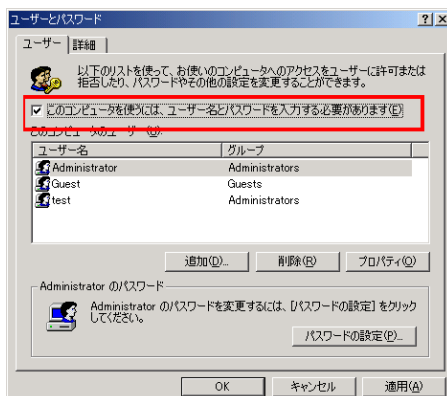 ユーザーとパスワード
ユーザー 詳細
以下のリストを使って、お使いのコンピュータへのアクセスをユーザーに許可または
拒否したり、パスワードやその他の設定を変更することができます。
このコンピュータを使うには、ユーザー名とパスワードを入力する必要があります(E)
このコンピュータのユーザー(U):
ユーザー名 グループ
Administrator Administrators
Guest Guests
test Administrators
追加(D)... 削除(R) プロパティ(O)
Administrator のパスワード
Administrator のパスワードを変更するには、[パスワードの設定] をクリック
してください。
パスワードの設定(P)...
OK キャンセル 適用(A)